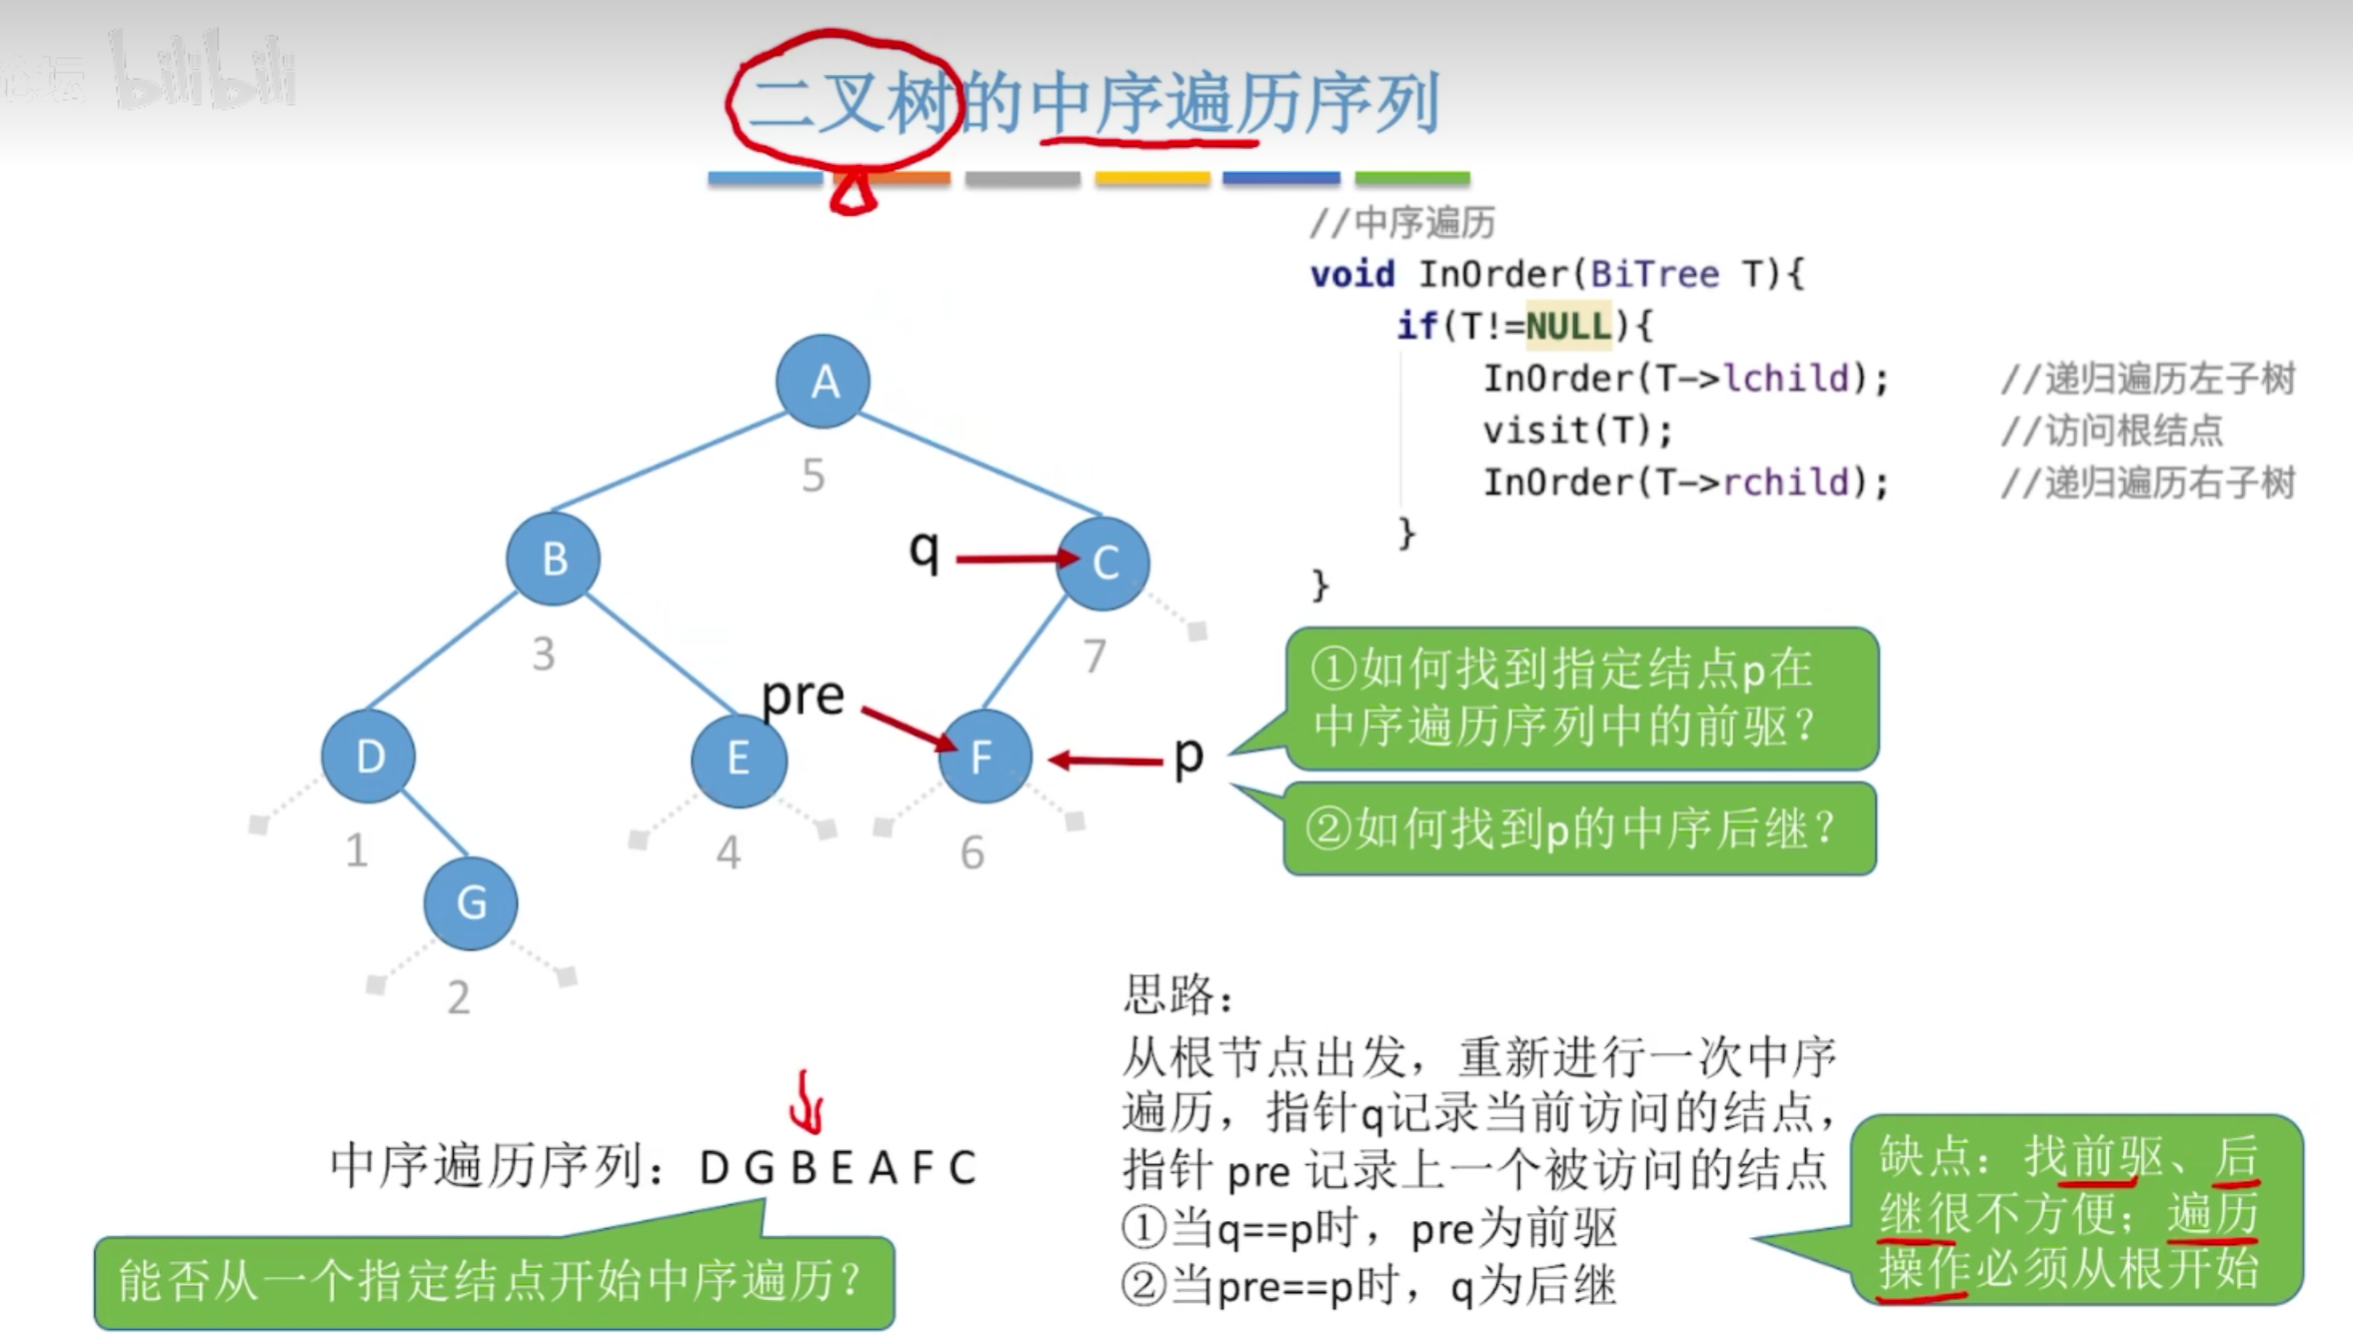 论坛 bilibili
二叉树的中序遍历序列
//中序遍历
void InOrder(BiTree T){
if(T!=NULL){
InOrder(T->lchild); //递归遍历左子树
visit(T); //访问根结点
InOrder(T->rchild); //递归遍历右子树
}
}
A
5
B
3
q
C
7
pre
D
1
E
4
F
6
p
G
2
①如何找到指定结点p在
中序遍历序列中的前驱?
②如何找到p的中序后继?
思路:
从根节点出发，重新进行一次中序
遍历，指针q记录当前访问的结点，
指针 pre 记录上一个被访问的结点
①当q==p时，pre为前驱
②当pre==p时，q为后继
缺点：找前驱、后
继很不方便；遍历
操作必须从根开始
中序遍历序列：D G B E A F C
能否从一个指定结点开始中序遍历?